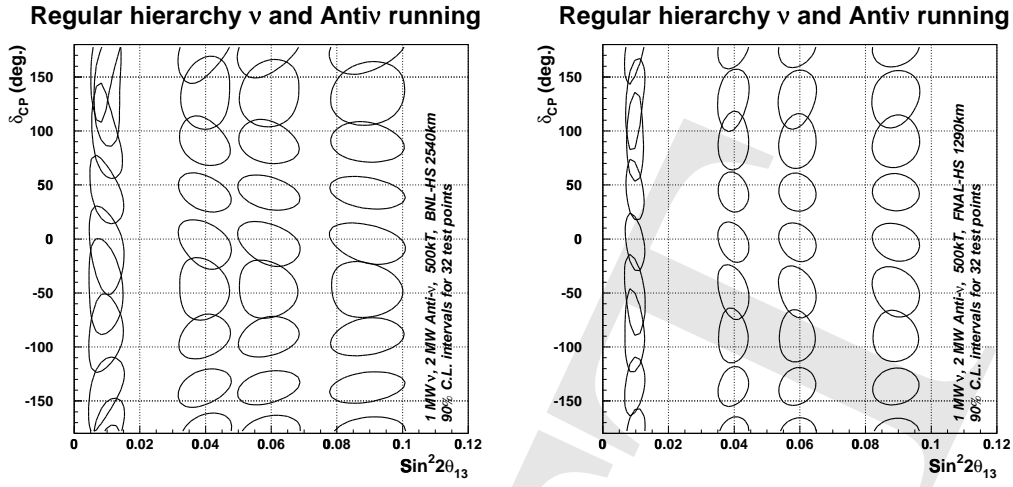 Regular hierarchy ν and Antiν running
δCP (deg.)
150
100
50
0
-50
-100
-150
0 0.02 0.04 0.06 0.08 0.1 0.12
Sin²2θ₁₃
1 MW ν, 2 MW Anti-ν, 500kT, BNL-HS 2540km
90% C.L. intervals for 32 test points
Regular hierarchy ν and Antiν running
δCP (deg.)
150
100
50
0
-50
-100
-150
0 0.02 0.04 0.06 0.08 0.1 0.12
Sin²2θ₁₃
1 MW ν, 2 MW Anti-ν, 500kT, FNAL-HS 1290km
90% C.L. intervals for 32 test points